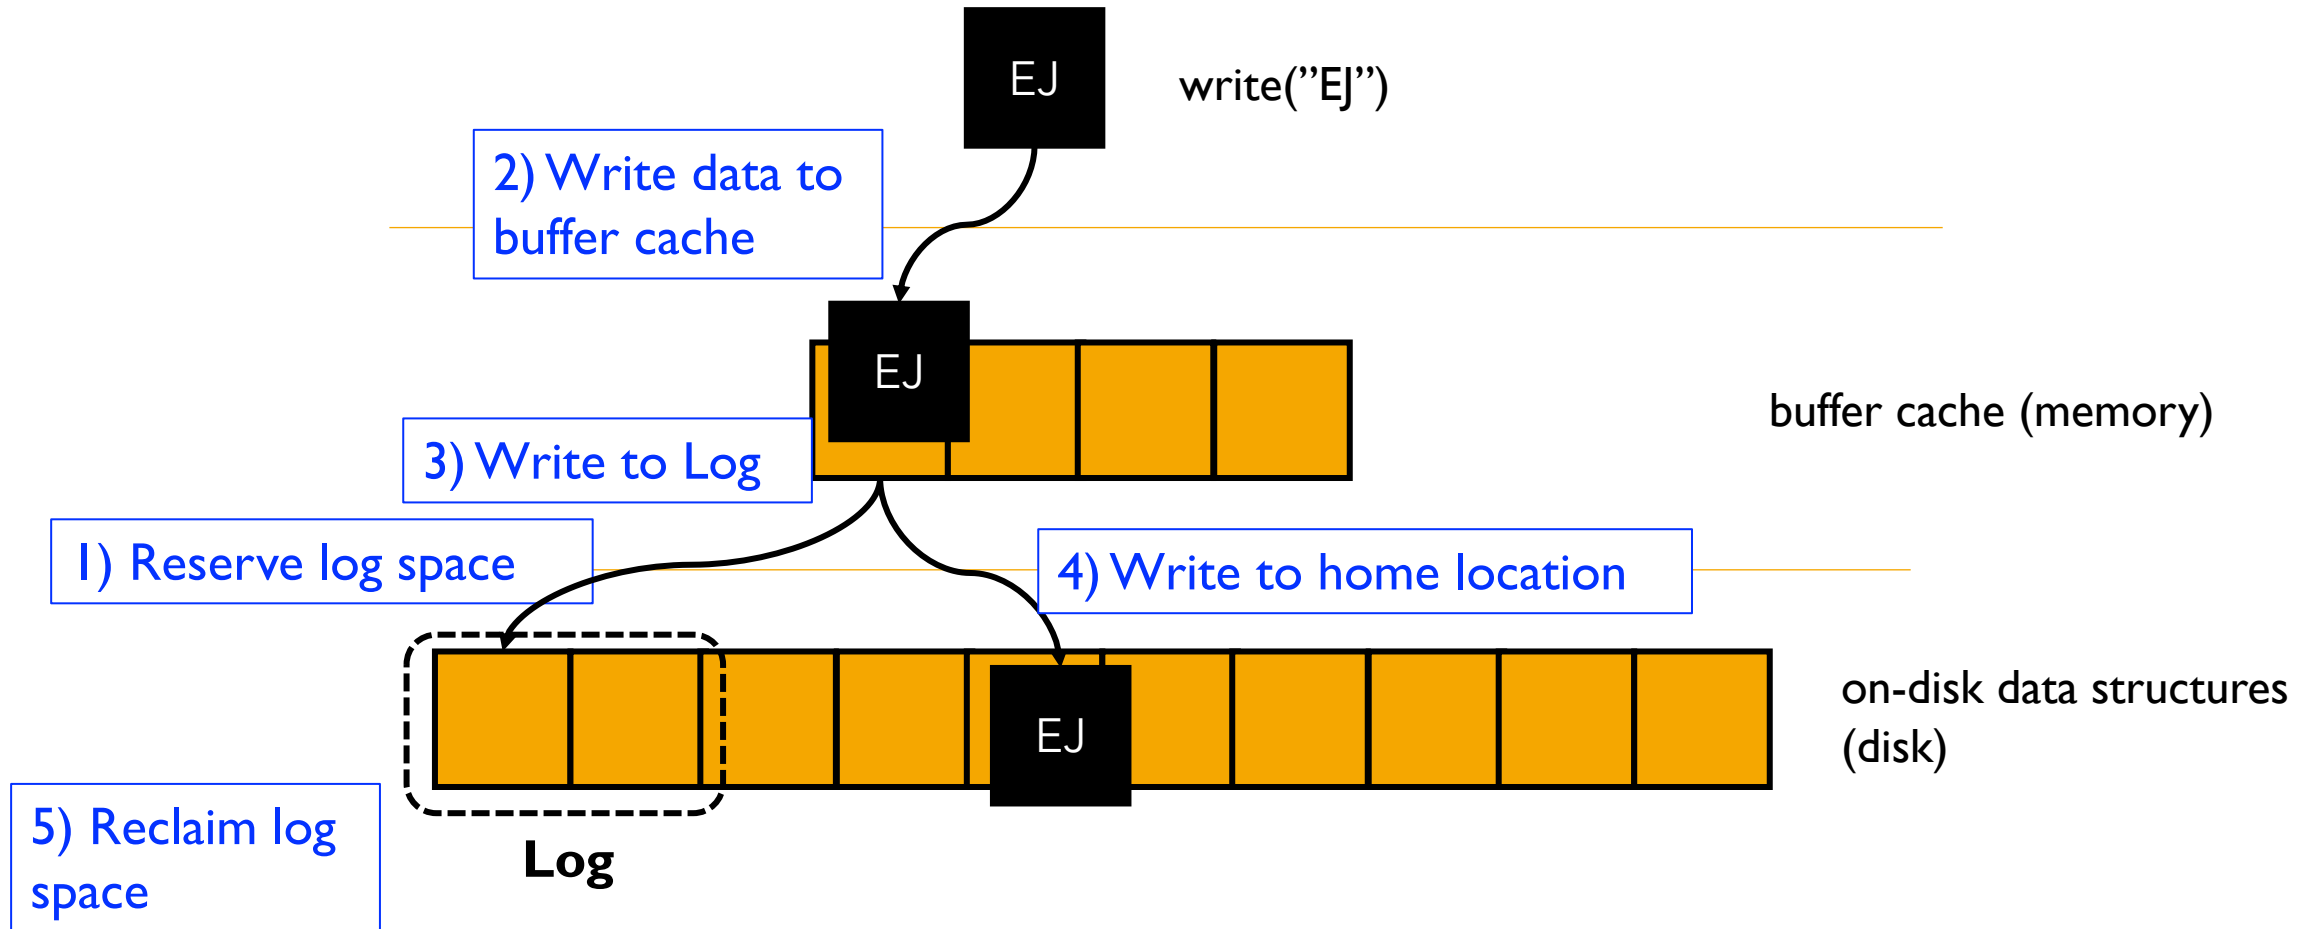 EJ
write(”EJ”)
2) Write data to
buffer cache
EJ
buffer cache (memory)
3) Write to Log
1) Reserve log space
4) Write to home location
EJ
on-disk data structures
(disk)
5) Reclaim log
space
Log